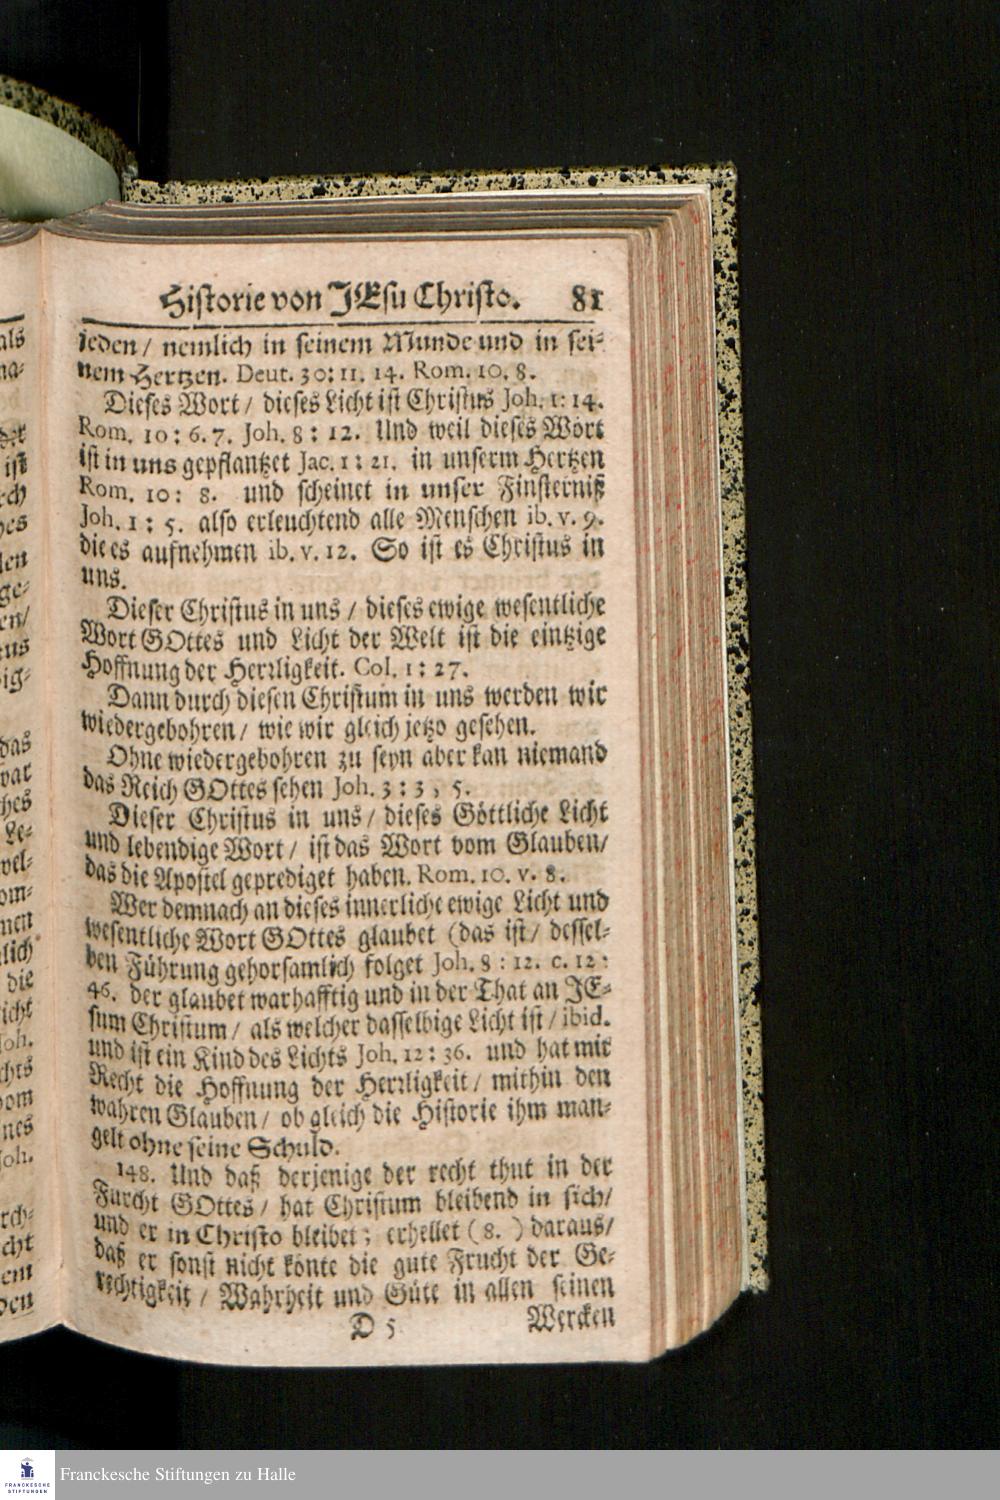 Historie von JEsu Christo. 81
jeden / nemlich in seinem Munde und in sei-
nem Hertzen. Deut. 30: 11. 14. Rom. 10. 8.
Dieses Wort / dieses Licht ist Christus Joh. 1: 14.
Rom. 10: 6. 7. Joh. 8: 12. Und weil dieses Wort
ist in uns gepflantzet Jac. 1: 21. in unserm Hertzen
Rom. 10: 8. und scheinet in unser Finsterniß
Joh. 1: 5. also erleuchtend alle Menschen ib. v. 9.
die es aufnehmen ib. v. 12. So ist es Christus in
uns.
Dieser Christus in uns / dieses ewige wesentliche
Wort GOttes und Licht der Welt ist die eintzige
Hoffnung der Herrligkeit. Col. 1: 27.
Dann durch diesen Christum in uns werden wir
wiedergebohren / wie wir gleich jetzo gesehen.
Ohne wiedergebohren zu seyn aber kan niemand
das Reich GOttes sehen Joh. 3: 3, 5.
Dieser Christus in uns / dieses Göttliche Licht
und lebendige Wort / ist das Wort vom Glauben/
das die Apostel geprediget haben. Rom. 10. v. 8.
Wer demnach an dieses innerliche ewige Licht und
wesentliche Wort GOttes glaubet (das ist / dessel-
ben Führung gehorsamlich folget Joh. 8: 12. c. 12:
46. der glaubet warhafftig und in der That an JE-
sum Christum / als welcher dasselbige Licht ist / ibid.
und ist ein Kind des Lichts Joh. 12: 36. und hat mit
Recht die Hoffnung der Herrligkeit / mithin den
wahren Glauben / ob gleich die Historie ihm man-
gelt ohne seine Schuld.
148. Und daß derjenige der recht thut in der
Furcht GOttes / hat Christum bleibend in sich/
und er in Christo bleibet; erhellet (8.) daraus/
daß er sonst nicht könte die gute Frucht der Ge-
rechtigkeit / Wahrheit und Güte in allen seinen
D 5 Wercken
Franckesche Stiftungen zu Halle
FRANCKESCHE
STIFTUNGEN